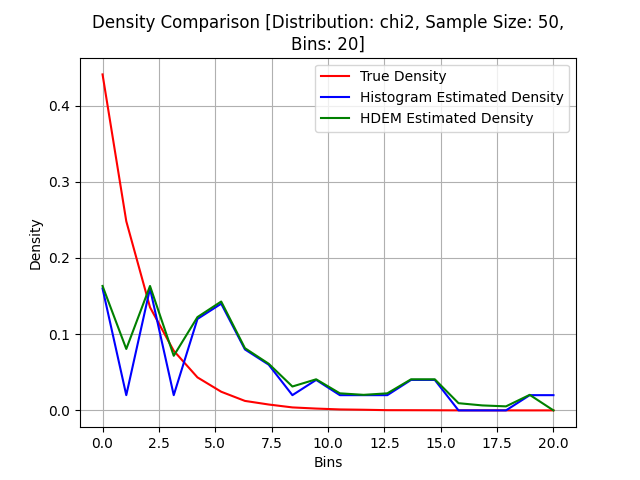 Density Comparison [Distribution: chi2, Sample Size: 50,
Bins: 20]
True Density
Histogram Estimated Density
HDEM Estimated Density
Density
0.4
0.3
0.2
0.1
0.0
0.0 2.5 5.0 7.5 10.0 12.5 15.0 17.5 20.0
Bins